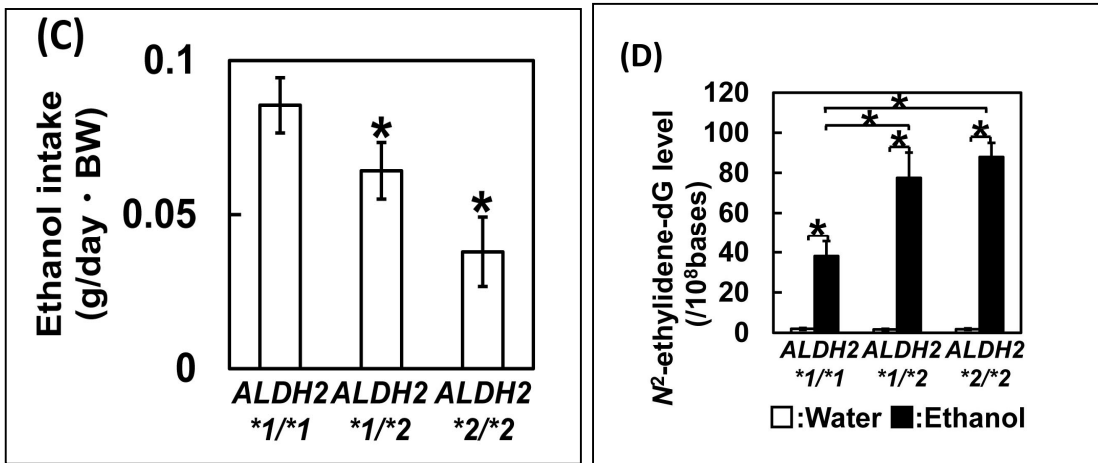 (C)
Ethanol intake
(g/day・BW)
0.1
0.05
0
*
*
ALDH2 ALDH2 ALDH2
*1/*1 *1/*2 *2/*2
(D)
N²-ethylidene-dG level
(/10⁸bases)
120
100
80
60
40
20
0
*
*
*
*
*
ALDH2 ALDH2 ALDH2
*1/*1 *1/*2 *2/*2
□:Water ■:Ethanol